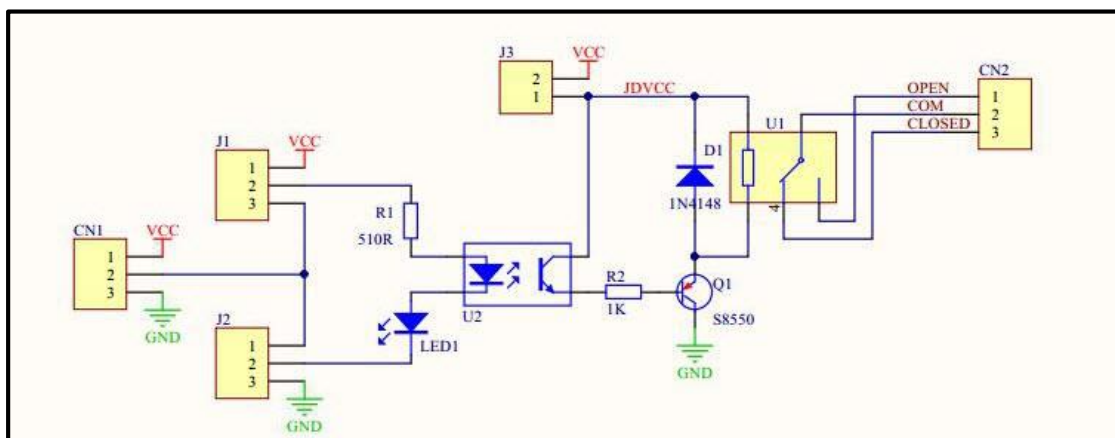 J3
VCC
2
1
JDVCC
CN2
OPEN
1
COM
2
CLOSED
3
U1
D1
1N4148
4
J1
VCC
1
2
3
R1
510R
CN1
VCC
1
2
3
GND
U2
R2
1K
Q1
S8550
GND
J2
1
2
3
GND
LED1